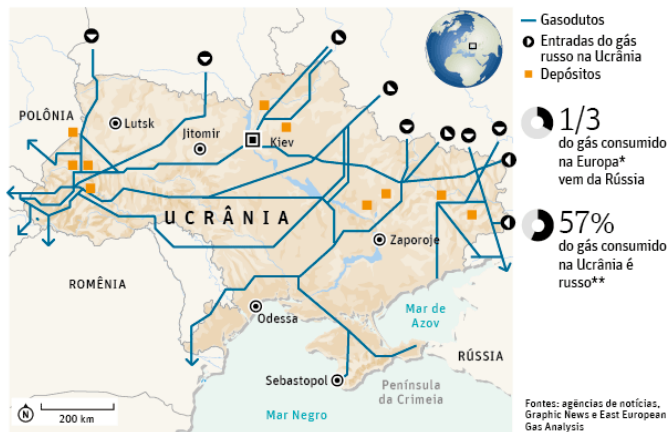 POLÔNIA
Lutsk
Jitomir
Kiev
UCRÂNIA
Zaporoje
ROMÊNIA
Odessa
Mar de
Azov
RÚSSIA
Sebastopol
Península
da Crimeia
Mar Negro
N
200 km
Gasodutos
Entradas do gás
russo na Ucrânia
Depósitos
1/3
do gás consumido
na Europa*
vem da Rússia
57%
do gás consumido
na Ucrânia é
russo**
Fontes: agências de notícias,
Graphic News e East European
Gas Analysis